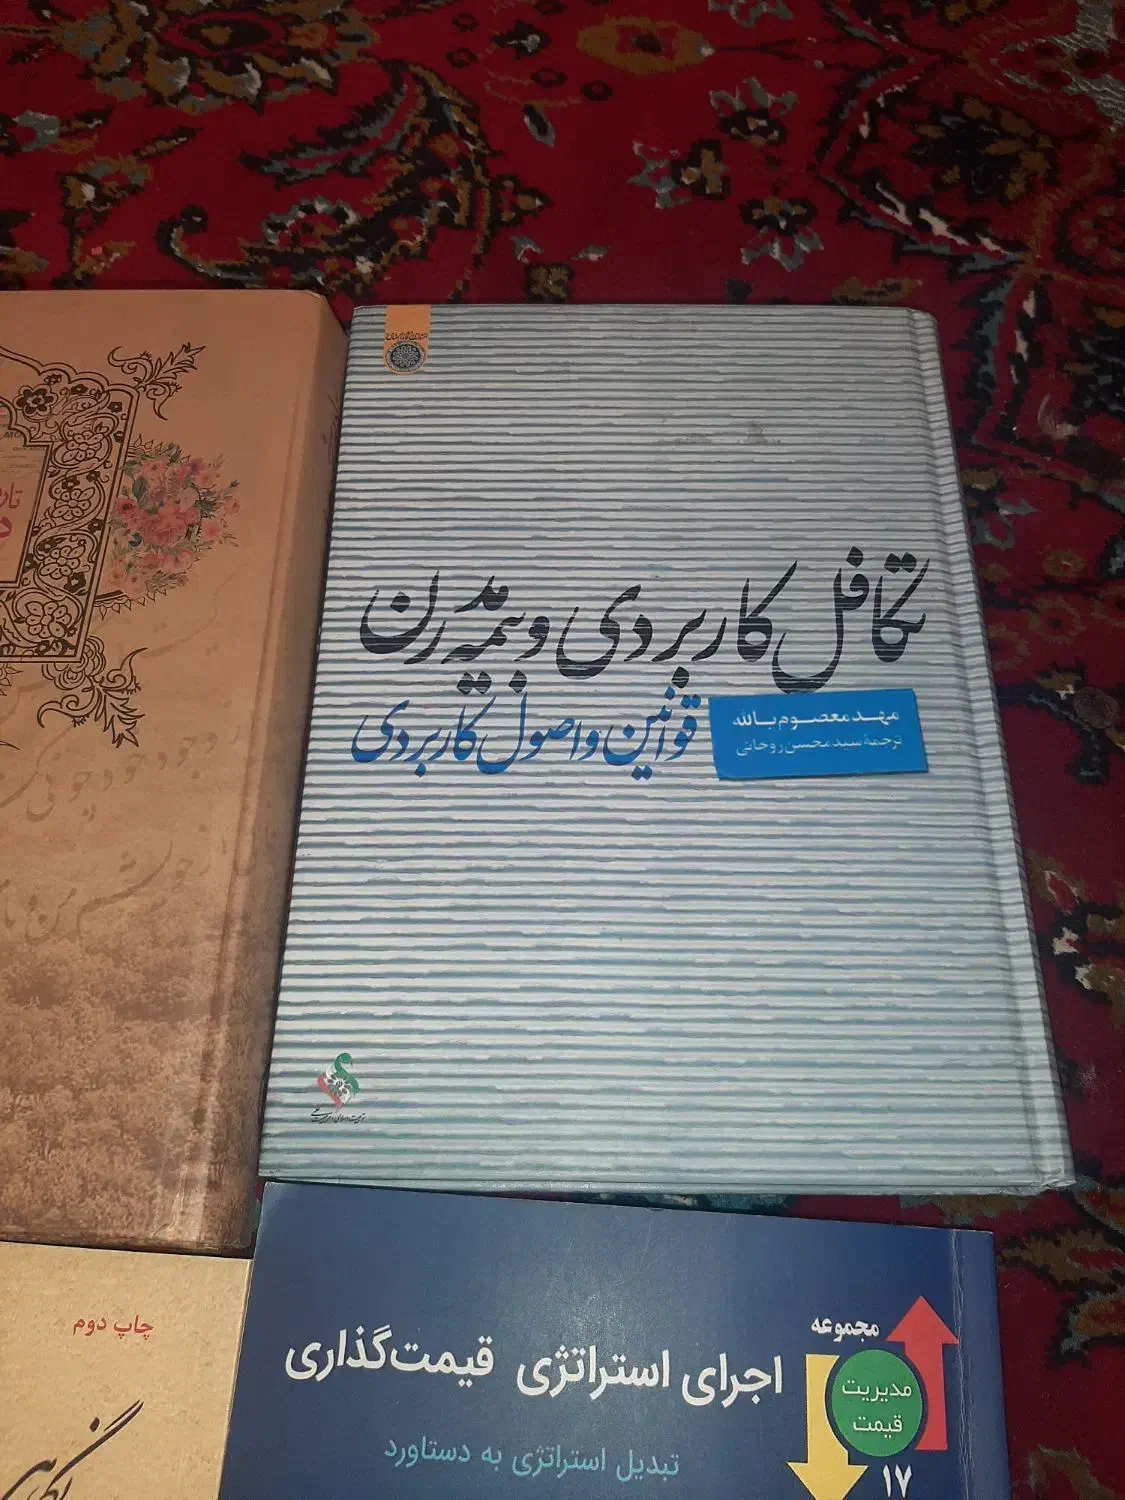 تکافل کاربردی و بیمه مدرن
قوانین و اصول کاربردی
مهد معصوم بالله
ترجمۀ سید محسن روحانی
چاپ دوم
مجموعه
مدیریت
قیمت
۱۷
اجرای استراتژی قیمت‌گذاری
تبدیل استراتژی به دستاورد